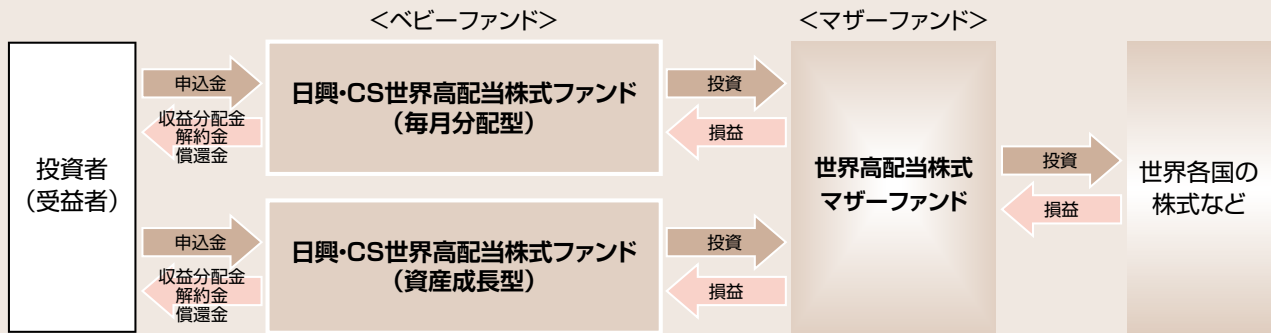 <ベビーファンド>
<マザーファンド>
投資者
（受益者）
申込金
収益分配金
解約金
償還金
日興・CS世界高配当株式ファンド
（毎月分配型）
投資
損益
申込金
収益分配金
解約金
償還金
日興・CS世界高配当株式ファンド
（資産成長型）
投資
損益
世界高配当株式
マザーファンド
投資
損益
世界各国の
株式など